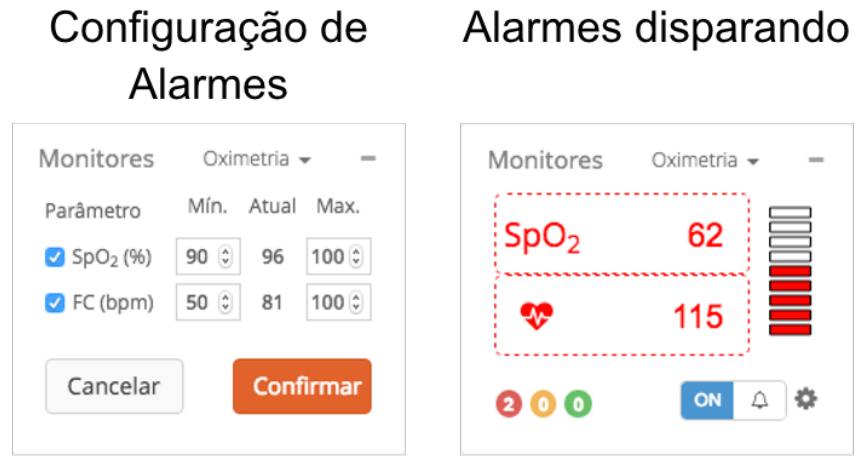 Configuração de
Alarmes
Monitores Oximetria
Parâmetro Mín. Atual Max.
SpO₂ (%) 90 96 100
FC (bpm) 50 81 100
Cancelar Confirmar
Alarmes disparando
Monitores Oximetria
SpO₂ 62
115
2 0 0 ON